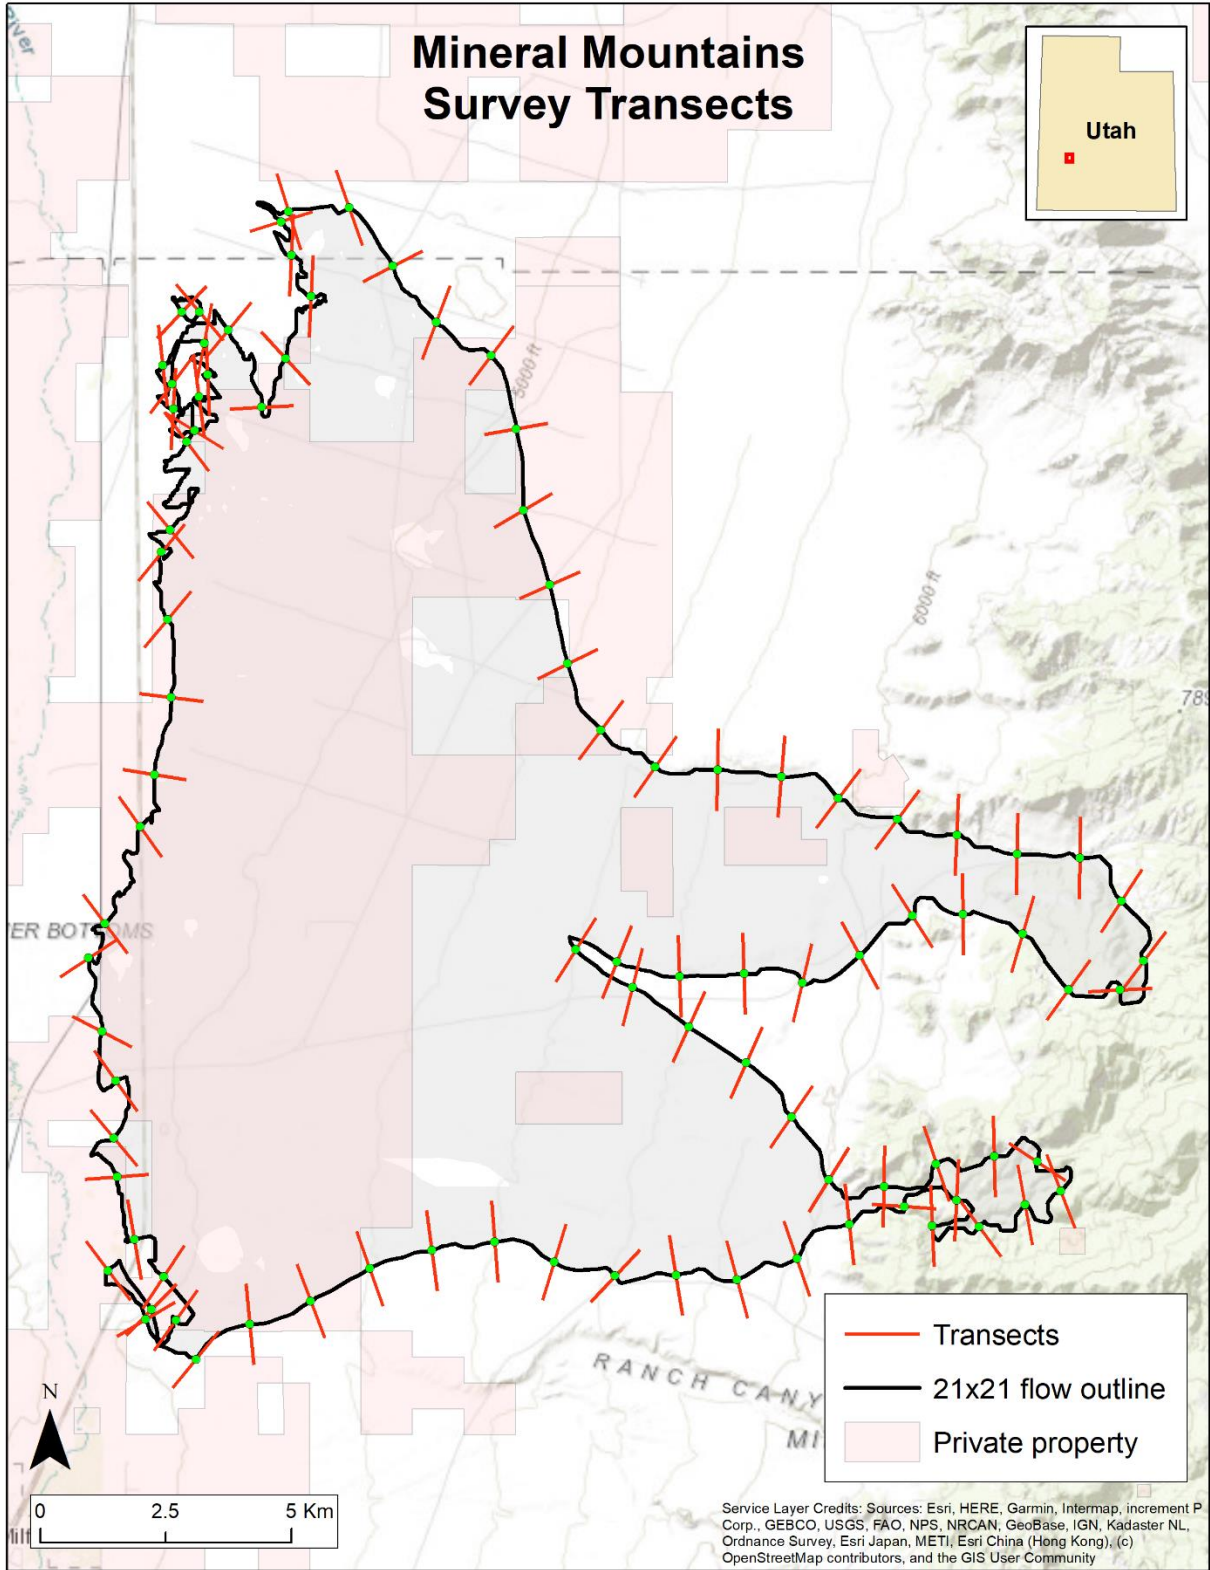 River
Mineral Mountains
Survey Transects
Utah
5000 ft
6000 ft
789
ER BOTTOMS
RANCH CANY
MI
Transects
21x21 flow outline
Private property
N
0 2.5 5 Km
Milf
Service Layer Credits: Sources: Esri, HERE, Garmin, Intermap, increment P
Corp., GEBCO, USGS, FAO, NPS, NRCAN, GeoBase, IGN, Kadaster NL,
Ordnance Survey, Esri Japan, METI, Esri China (Hong Kong), (c)
OpenStreetMap contributors, and the GIS User Community